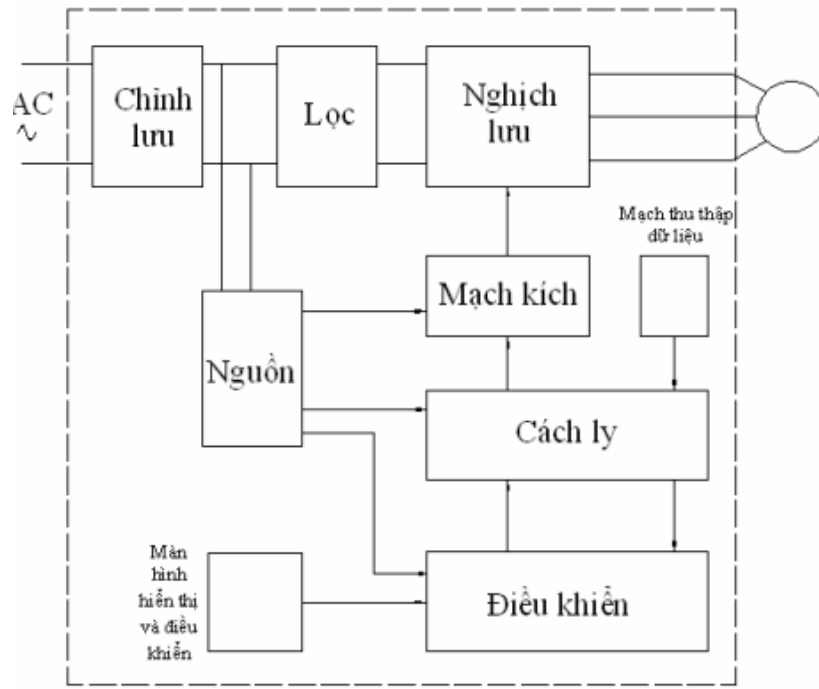 AC
Chỉnh
lưu
Lọc
Nghịch
lưu
Mạch thu thập
dữ liệu
Mạch kích
Nguồn
Cách ly
Màn
hình
hiển thị
và điều
khiển
Điều khiển